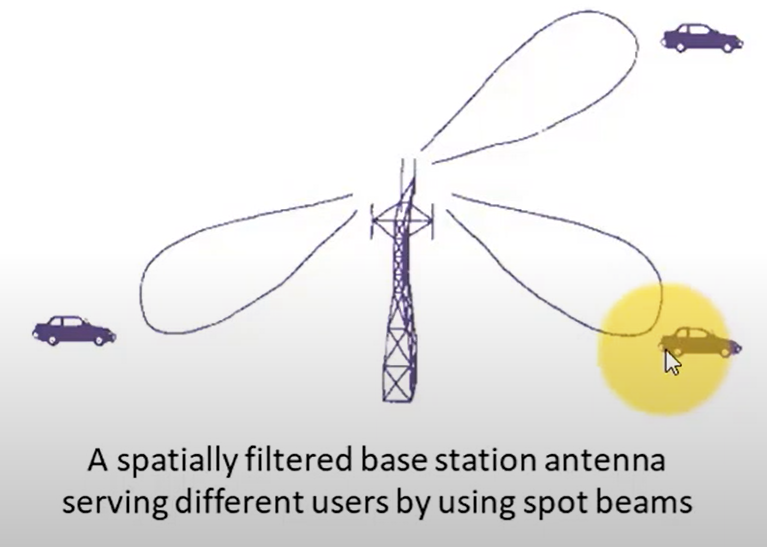 A spatially filtered base station antenna
serving different users by using spot beams